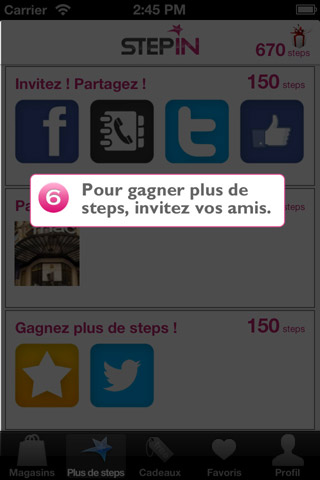 Carrier 2:45 PM
STEPIN
670 steps
Invitez ! Partagez ! 150 steps
6 Pour gagner plus de
steps, invitez vos amis.
Pa
Gagnez plus de steps ! 150 steps
Magasins Plus de steps Cadeaux Favoris Profil